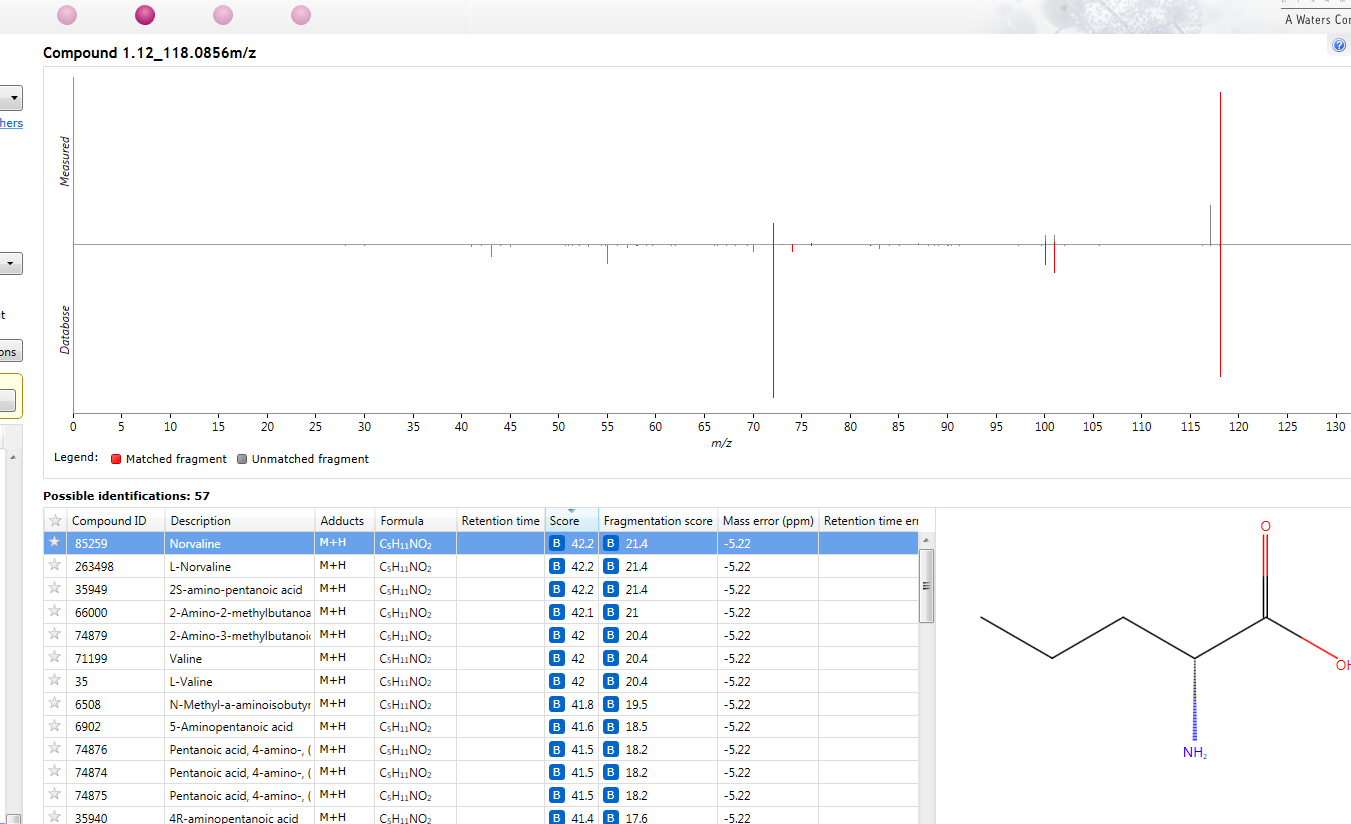 A Waters Cor
Compound 1.12_118.0856m/z
hers
t
ons
Measured
Database
0 5 10 15 20 25 30 35 40 45 50 55 60 65 70 75 80 85 90 95 100 105 110 115 120 125 130
m/z
Legend: Matched fragment Unmatched fragment
Possible identifications: 57
Compound ID Description Adducts Formula Retention time Score Fragmentation score Mass error (ppm) Retention time err
85259 Norvaline M+H C₅H₁₁NO₂ B 42.2 B 21.4 -5.22
263498 L-Norvaline M+H C₅H₁₁NO₂ B 42.2 B 21.4 -5.22
35949 2S-amino-pentanoic acid M+H C₅H₁₁NO₂ B 42.2 B 21.4 -5.22
66000 2-Amino-2-methylbutanoa M+H C₅H₁₁NO₂ B 42.1 B 21 -5.22
74879 2-Amino-3-methylbutanoi M+H C₅H₁₁NO₂ B 42 B 20.4 -5.22
71199 Valine M+H C₅H₁₁NO₂ B 42 B 20.4 -5.22
35 L-Valine M+H C₅H₁₁NO₂ B 42 B 20.4 -5.22
6508 N-Methyl-a-aminoisobutyr M+H C₅H₁₁NO₂ B 41.8 B 19.5 -5.22
6902 5-Aminopentanoic acid M+H C₅H₁₁NO₂ B 41.6 B 18.5 -5.22
74876 Pentanoic acid, 4-amino-, ( M+H C₅H₁₁NO₂ B 41.5 B 18.2 -5.22
74874 Pentanoic acid, 4-amino-, ( M+H C₅H₁₁NO₂ B 41.5 B 18.2 -5.22
74875 Pentanoic acid, 4-amino-, ( M+H C₅H₁₁NO₂ B 41.5 B 18.2 -5.22
35940 4R-aminopentanoic acid M+H C₅H₁₁NO₂ B 41.4 B 17.6 -5.22
O
OH
NH₂